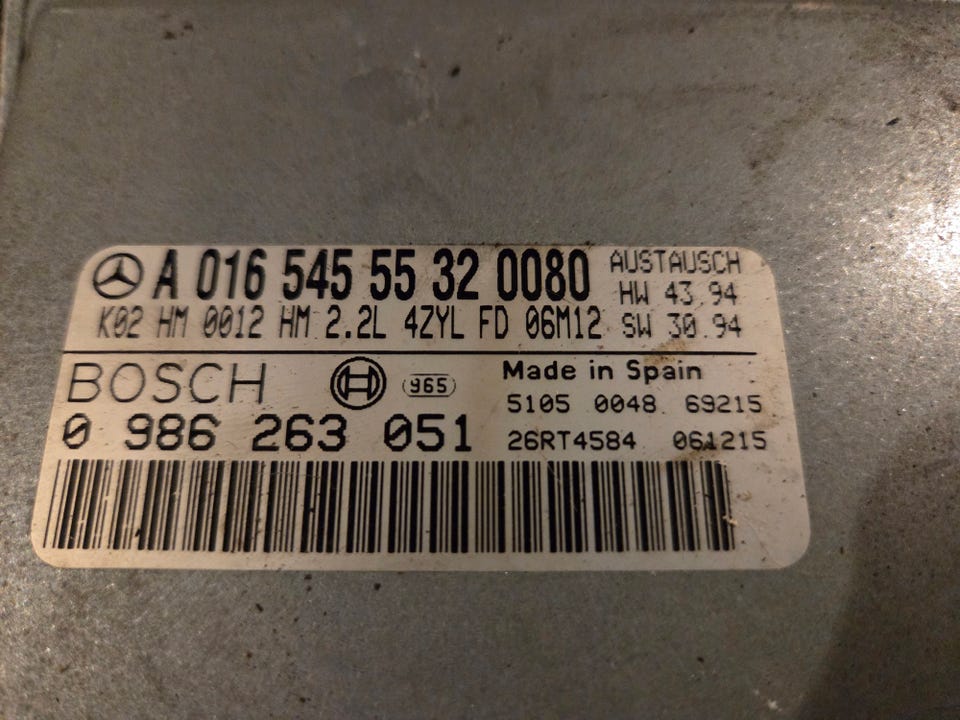 A 016 545 55 32 0080 AUSTAUSCH
HW 43.94
K02 HM 0012 HM 2.2L 4ZYL FD 06M12 SW 30.94
BOSCH 965 Made in Spain
5105 0048 69215
0 986 263 051 26RT4584 061215